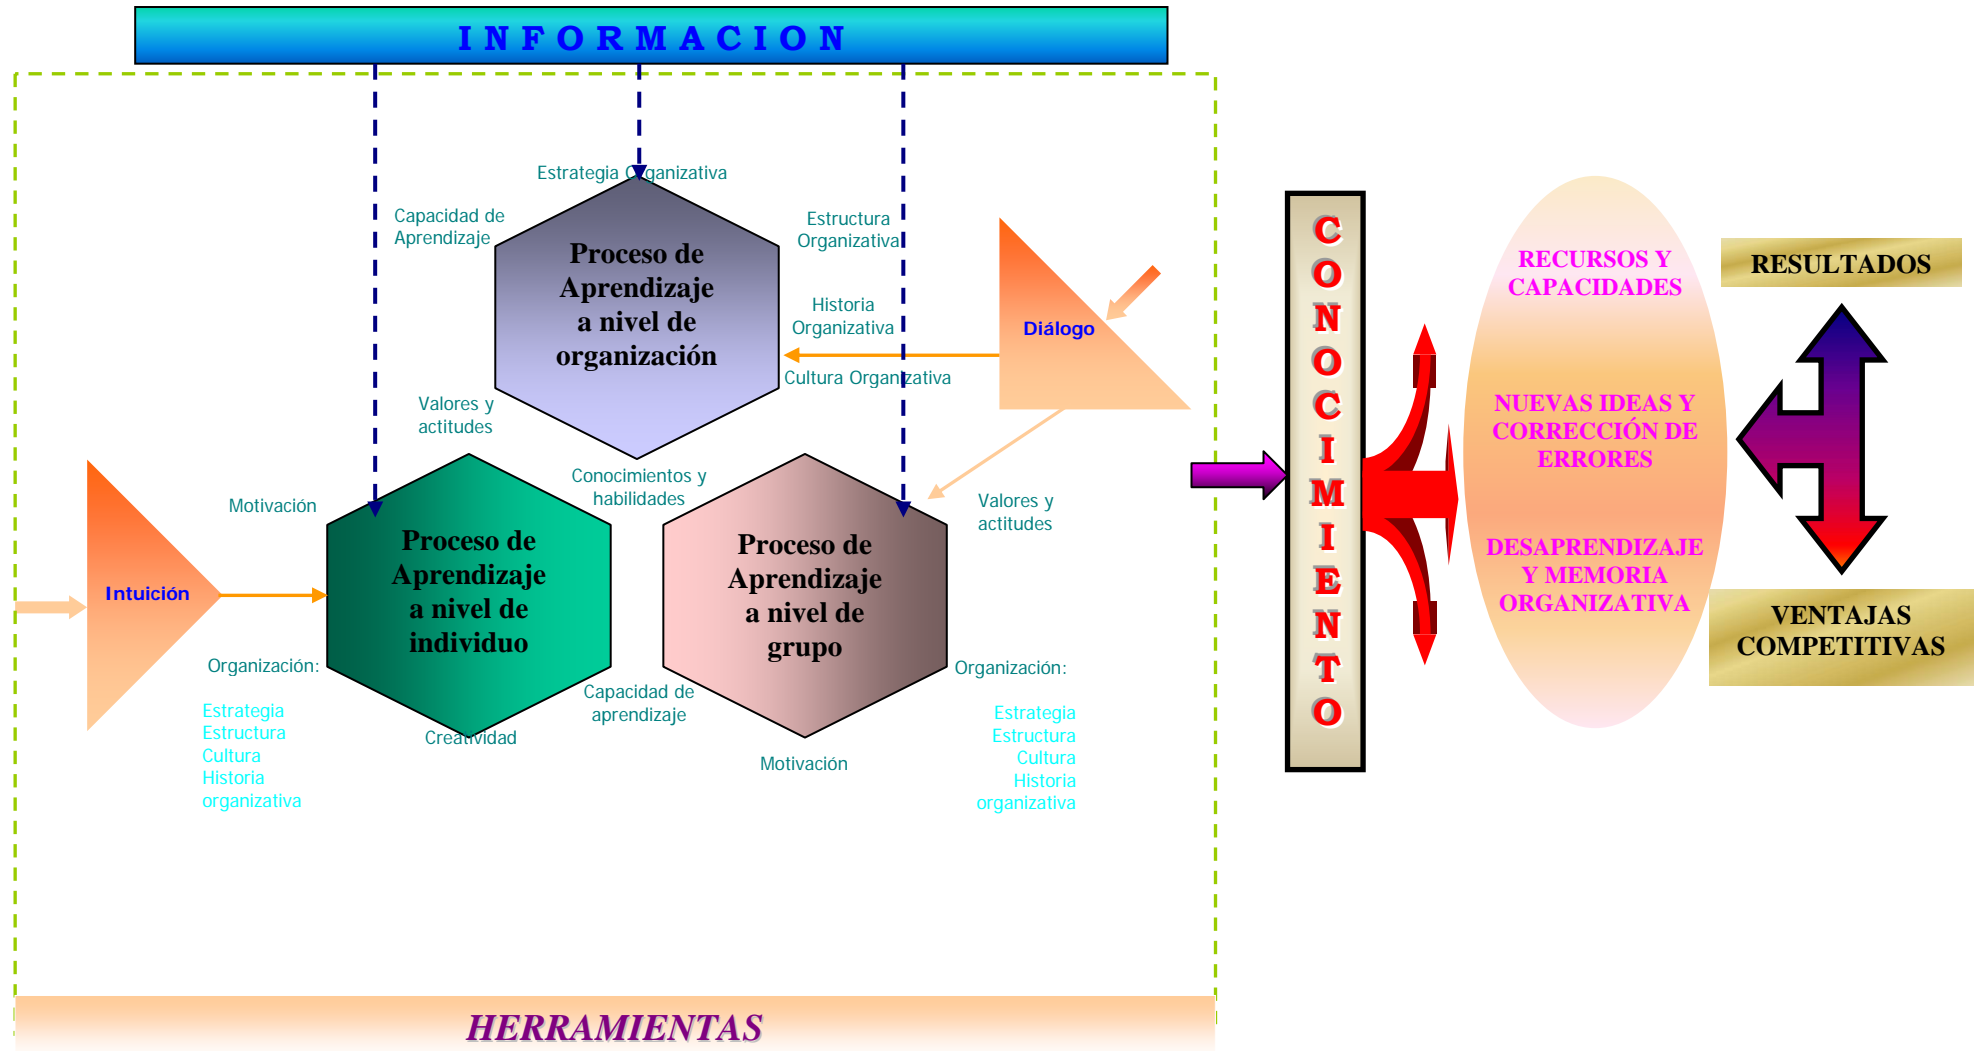 I N F O R M A C I O N
Estrategia Organizativa
Capacidad de
Aprendizaje
Estructura
Organizativa
Proceso de
Aprendizaje
a nivel de
organización
Historia
Organizativa
Cultura Organizativa
Diálogo
Valores y
actitudes
Conocimientos y
habilidades
Motivación
Valores y
actitudes
Intuición
Proceso de
Aprendizaje
a nivel de
individuo
Proceso de
Aprendizaje
a nivel de
grupo
Organización:
Estrategia
Estructura
Cultura
Historia
organizativa
Creatividad
Capacidad de
aprendizaje
Motivación
Organización:
Estrategia
Estructura
Cultura
Historia
organizativa
HERRAMIENTAS
C
O
N
O
C
I
M
I
E
N
T
O
RECURSOS Y
CAPACIDADES
NUEVAS IDEAS Y
CORRECCIÓN DE
ERRORES
DESAPRENDIZAJE
Y MEMORIA
ORGANIZATIVA
RESULTADOS
VENTAJAS
COMPETITIVAS